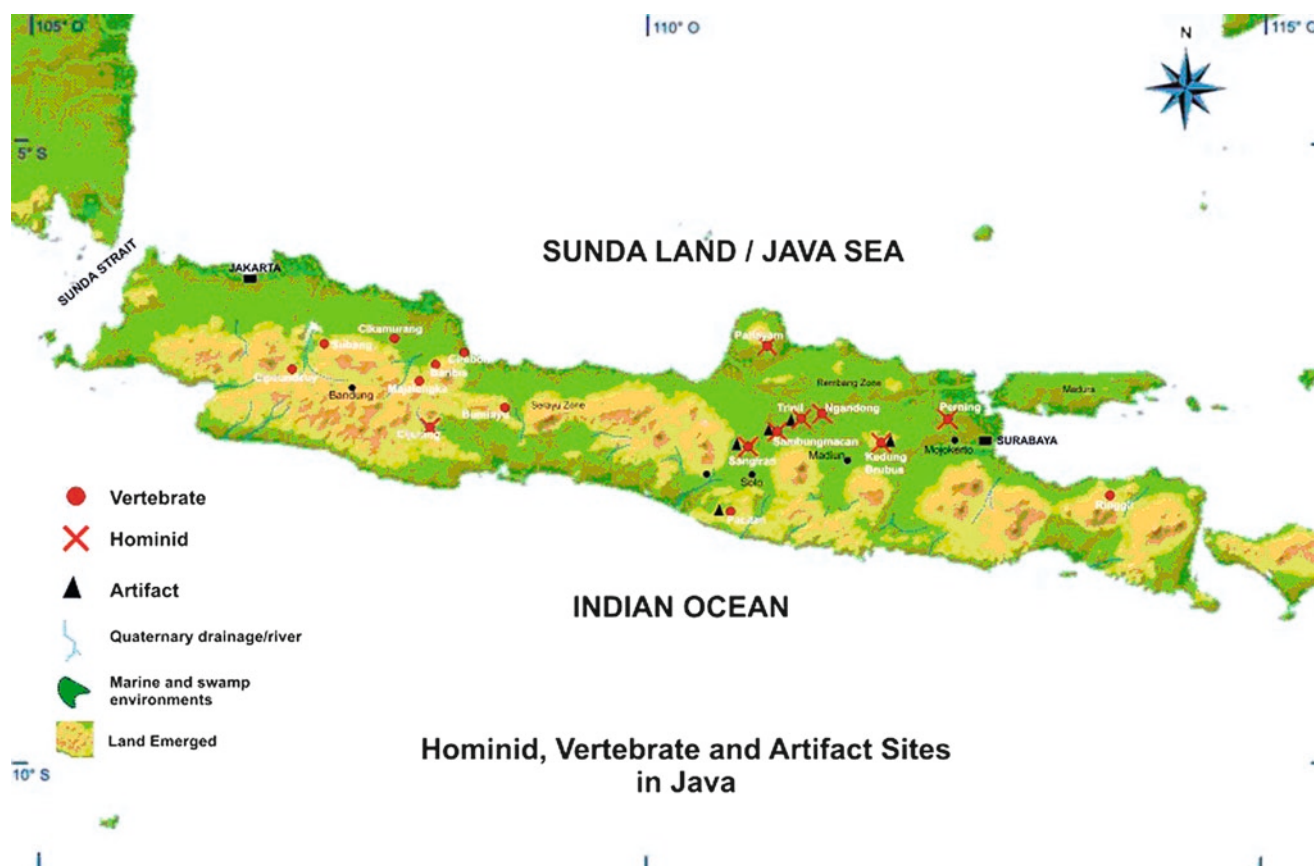 105° O
110° O
115° O
N
5° S
SUNDA STRAIT
JAKARTA
SUNDA LAND / JAVA SEA
Cikamurang
Subang
Cirebon
Baribis
Majalengka
Bandung
Bumiayu
Serayu Zone
Cijurang
Patiayam
Rembang Zone
Madura
Trinil
Ngandong
Perning
Sambungmacan
SURABAYA
Mojokerto
Sangiran
Madiun
Kedung
Brubus
Solo
Pacitan
Vertebrate
Hominid
Artifact
Quaternary drainage/river
Marine and swamp
environments
Land Emerged
INDIAN OCEAN
Hominid, Vertebrate and Artifact Sites
in Java
10° S